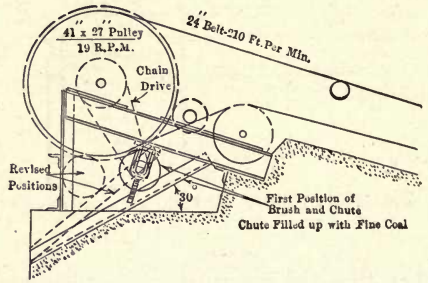 41" x 27" Pulley
19 R.P.M.
24" Belt-210 Ft. Per Min.
Chain
Drive
Revised
Positions
30°
First Position of
Brush and Chute
Chute Filled up with Fine Coal